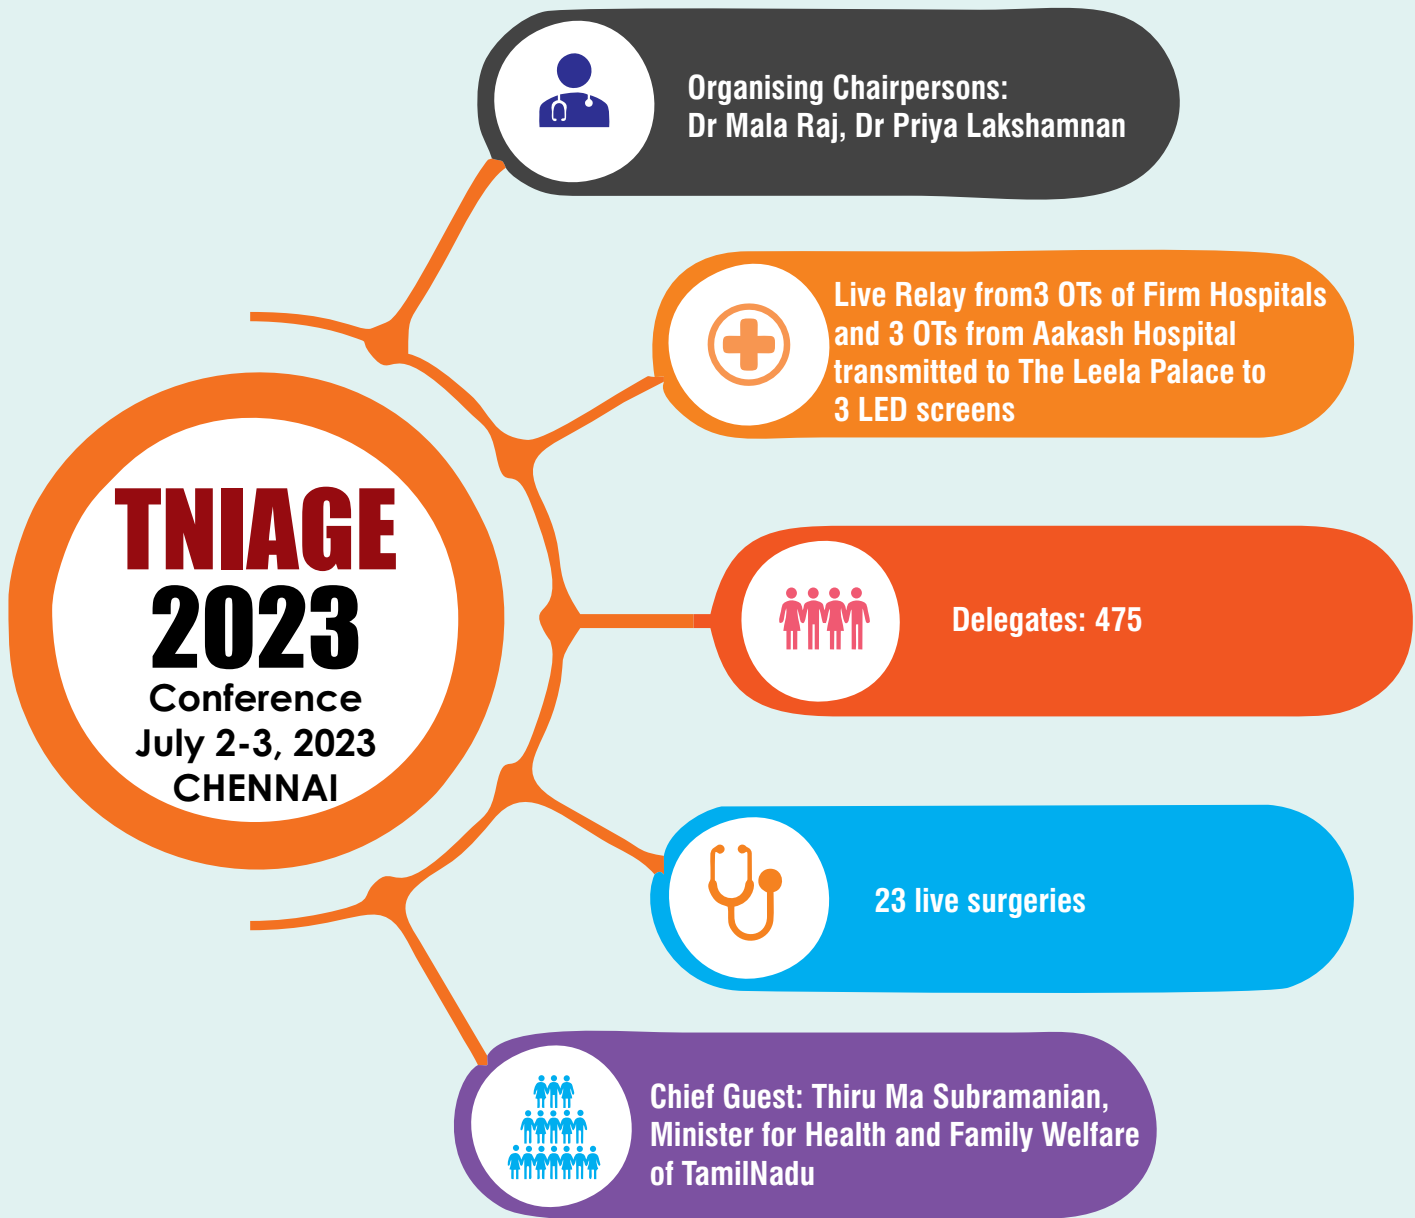 Organising Chairpersons:
Dr Mala Raj, Dr Priya Lakshamnan
Live Relay from3 OTs of Firm Hospitals
and 3 OTs from Aakash Hospital
transmitted to The Leela Palace to
3 LED screens
TNIAGE
2023
Conference
July 2-3, 2023
CHENNAI
Delegates: 475
23 live surgeries
Chief Guest: Thiru Ma Subramanian,
Minister for Health and Family Welfare
of TamilNadu